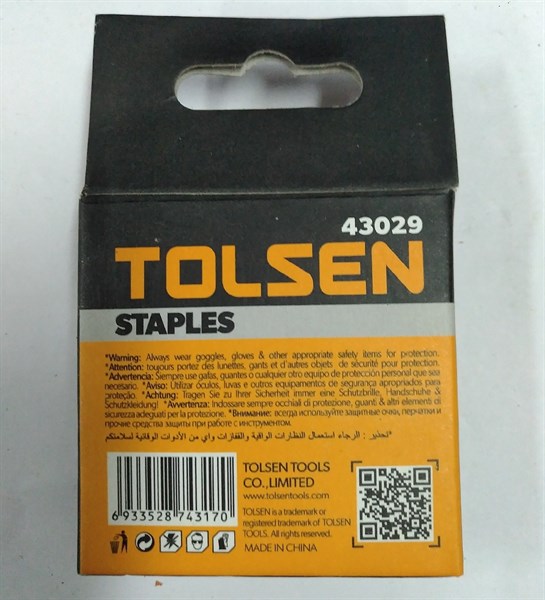 43029
TOLSEN
STAPLES
*Warning: Always wear goggles, gloves & other appropriate safety items for protection.
*Attention: toujours portez des lunettes, gants et d'autres objets de sécurité pour protection.
*Advertencia: Siempre use gafas, guantes o cualquier otro equipo de protección personal que sea
necesario. *Aviso: Utilizar óculos, luvas e outros equipamentos de segurança apropriados para
proteção. *Achtung: Tragen Sie zu Ihrer Sicherheit immer eine Schutzbrille, Handschuhe &
Schutzkleidung! *Avvertenza: Indossare sempre occhiali di protezione, guanti & altri elementi di
sicurezza adeguati per la protezione. *Внимание: всегда используйте защитные очки, перчатки и
прочие средства защиты при работе с инструментом.
*تحذير : الرجاء استعمال النظارات الواقية والقفازات واي من الأدوات الوقائية لسلامتكم
TOLSEN TOOLS
CO.,LIMITED
www.tolsentools.com
6 933528 743170
TOLSEN is a trademark or
registered trademark of TOLSEN
TOOLS. All rights reserved.
MADE IN CHINA